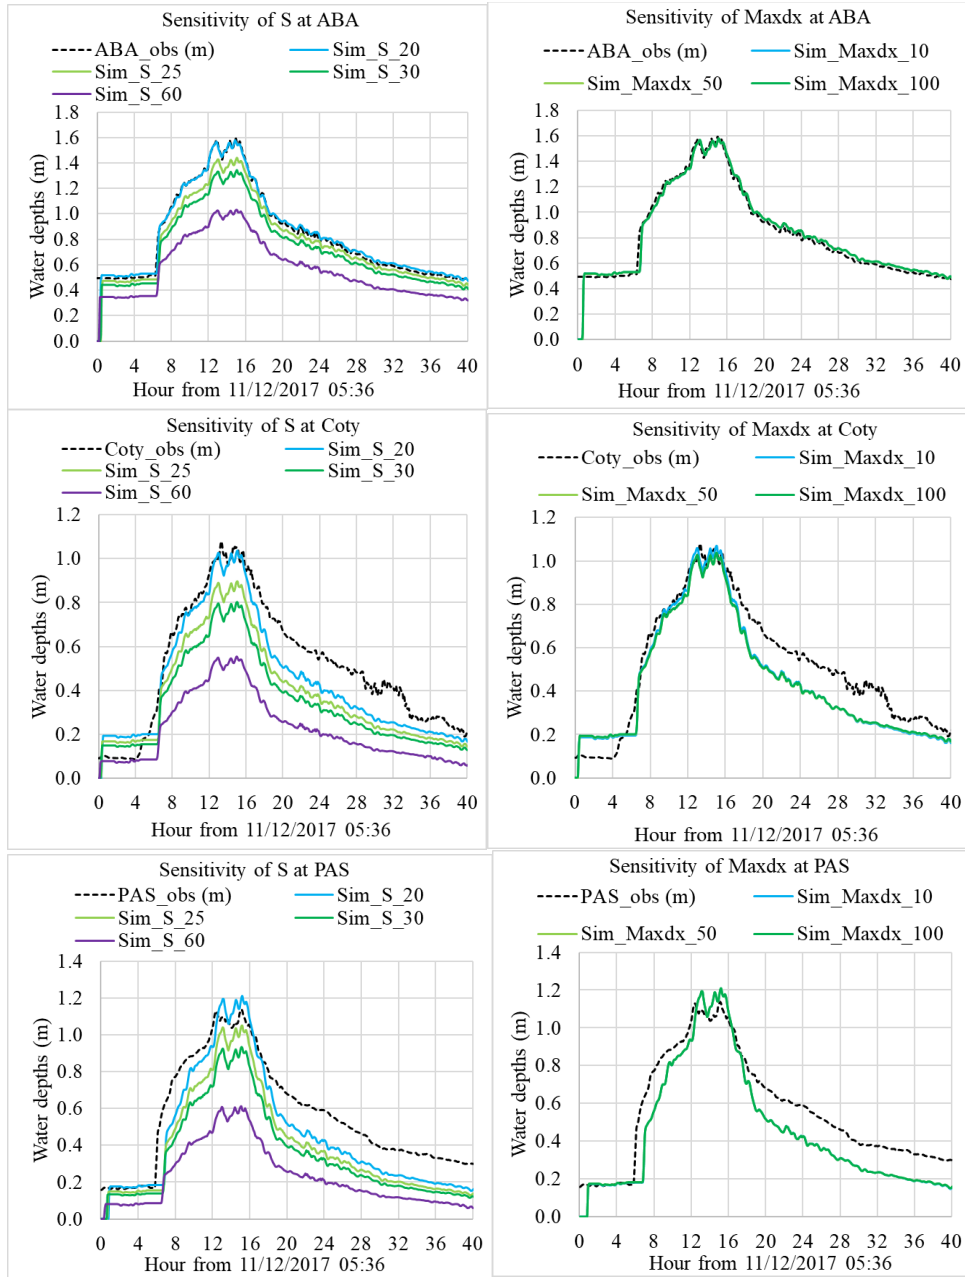 Sensitivity of S at ABA
ABA_obs (m) Sim_S_20
Sim_S_25 Sim_S_30
Sim_S_60
1.8
1.6
1.4
1.2
1.0
0.8
0.6
0.4
0.2
0.0
Water depths (m)
0 4 8 12 16 20 24 28 32 36 40
Hour from 11/12/2017 05:36
Sensitivity of Maxdx at ABA
ABA_obs (m) Sim_Maxdx_10
Sim_Maxdx_50 Sim_Maxdx_100
1.8
1.6
1.4
1.2
1.0
0.8
0.6
0.4
0.2
0.0
Water depths (m)
0 4 8 12 16 20 24 28 32 36 40
Hour from 11/12/2017 05:36
Sensitivity of S at Coty
Coty_obs (m) Sim_S_20
Sim_S_25 Sim_S_30
Sim_S_60
1.2
1.0
0.8
0.6
0.4
0.2
0.0
Water depths (m)
0 4 8 12 16 20 24 28 32 36 40
Hour from 11/12/2017 05:36
Sensitivity of Maxdx at Coty
Coty_obs (m) Sim_Maxdx_10
Sim_Maxdx_50 Sim_Maxdx_100
1.2
1.0
0.8
0.6
0.4
0.2
0.0
Water depths (m)
0 4 8 12 16 20 24 28 32 36 40
Hour from 11/12/2017 05:36
Sensitivity of S at PAS
PAS_obs (m) Sim_S_20
Sim_S_25 Sim_S_30
Sim_S_60
1.4
1.2
1.0
0.8
0.6
0.4
0.2
0.0
Water depths (m)
0 4 8 12 16 20 24 28 32 36 40
Hour from 11/12/2017 05:36
Sensitivity of Maxdx at PAS
PAS_obs (m) Sim_Maxdx_10
Sim_Maxdx_50 Sim_Maxdx_100
1.4
1.2
1.0
0.8
0.6
0.4
0.2
0.0
Water depths (m)
0 4 8 12 16 20 24 28 32 36 40
Hour from 11/12/2017 05:36